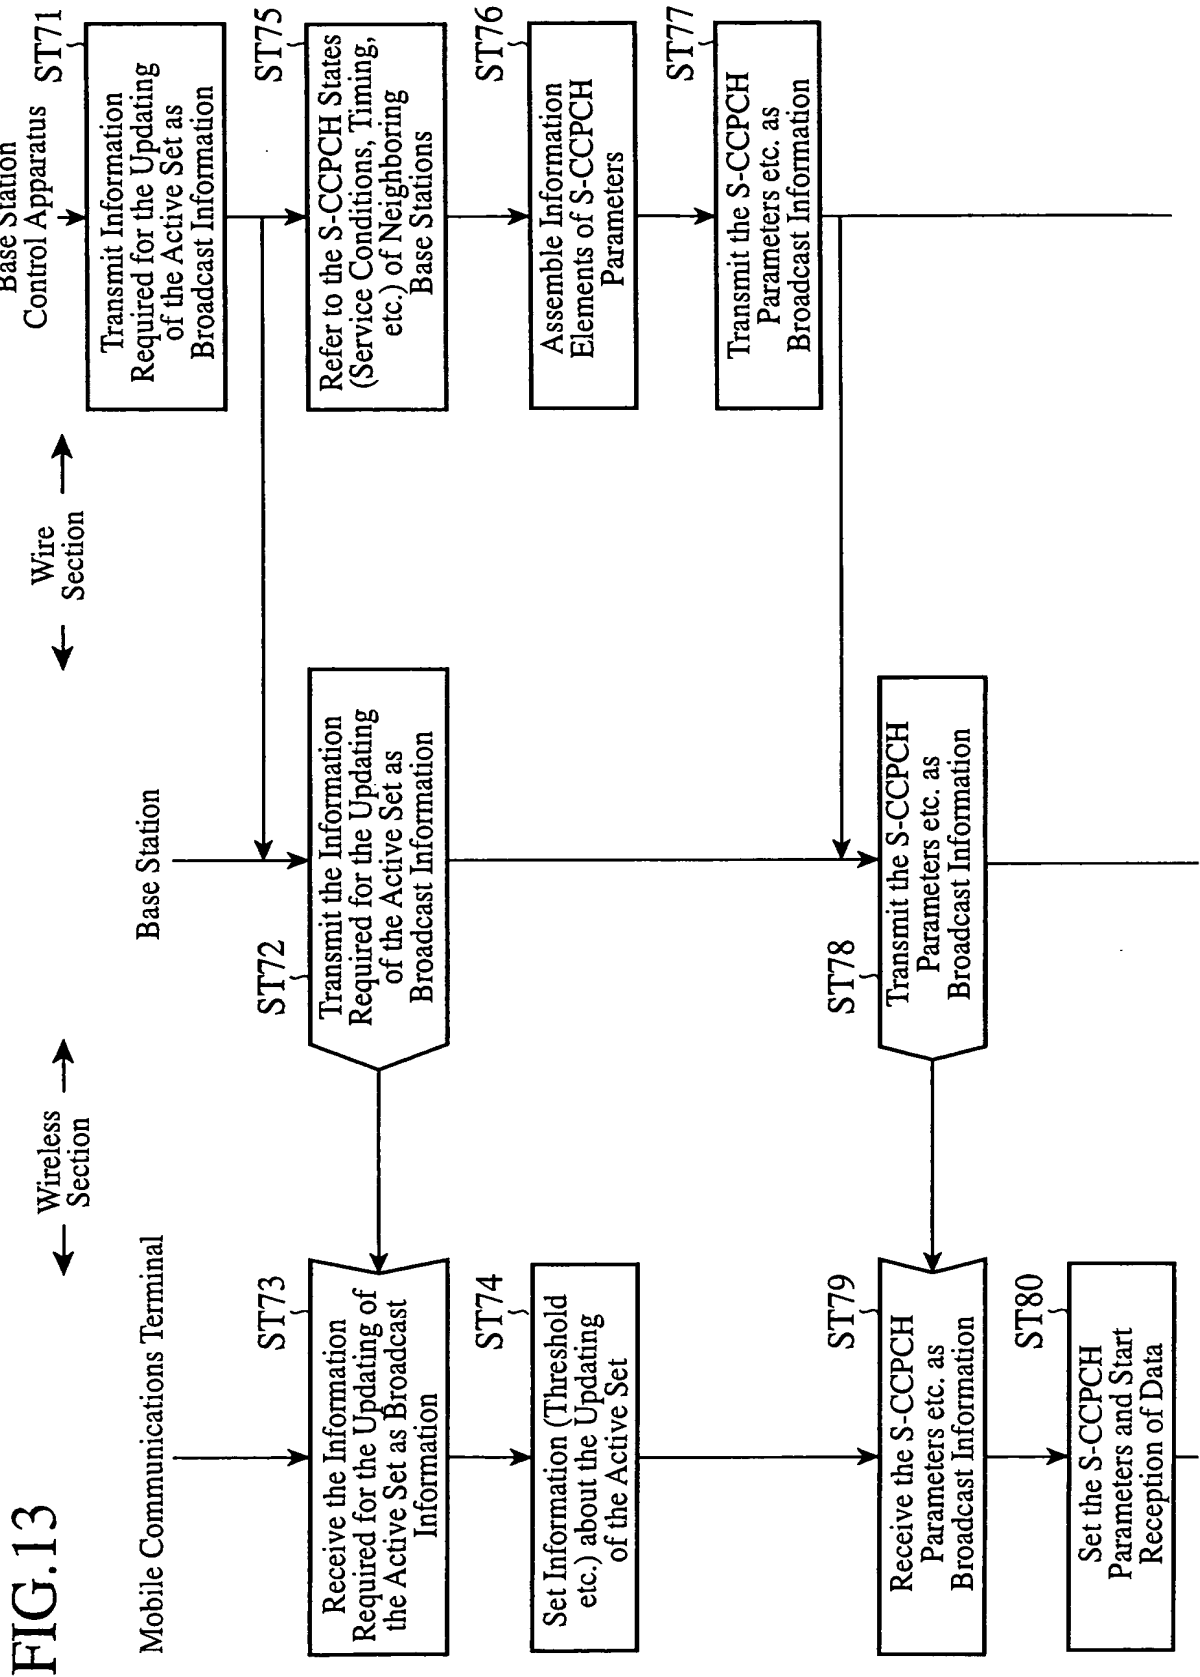 FIG.13
Mobile Communications Terminal
Wireless
Section
Base Station
Wire
Section
Base Station
Control Apparatus
ST71
Transmit Information
Required for the Updating
of the Active Set as
Broadcast Information
ST72
Transmit the Information
Required for the Updating
of the Active Set as
Broadcast Information
ST73
Receive the Information
Required for the Updating of
the Active Set as Broadcast
Information
ST74
Set Information (Threshold
etc.) about the Updating
of the Active Set
ST75
Refer to the S-CCPCH States
(Service Conditions, Timing,
etc.) of Neighboring
Base Stations
ST76
Assemble Information
Elements of S-CCPCH
Parameters
ST77
Transmit the S-CCPCH
Parameters etc. as
Broadcast Information
ST78
Transmit the S-CCPCH
Parameters etc. as
Broadcast Information
ST79
Receive the S-CCPCH
Parameters etc. as
Broadcast Information
ST80
Set the S-CCPCH
Parameters and Start
Reception of Data